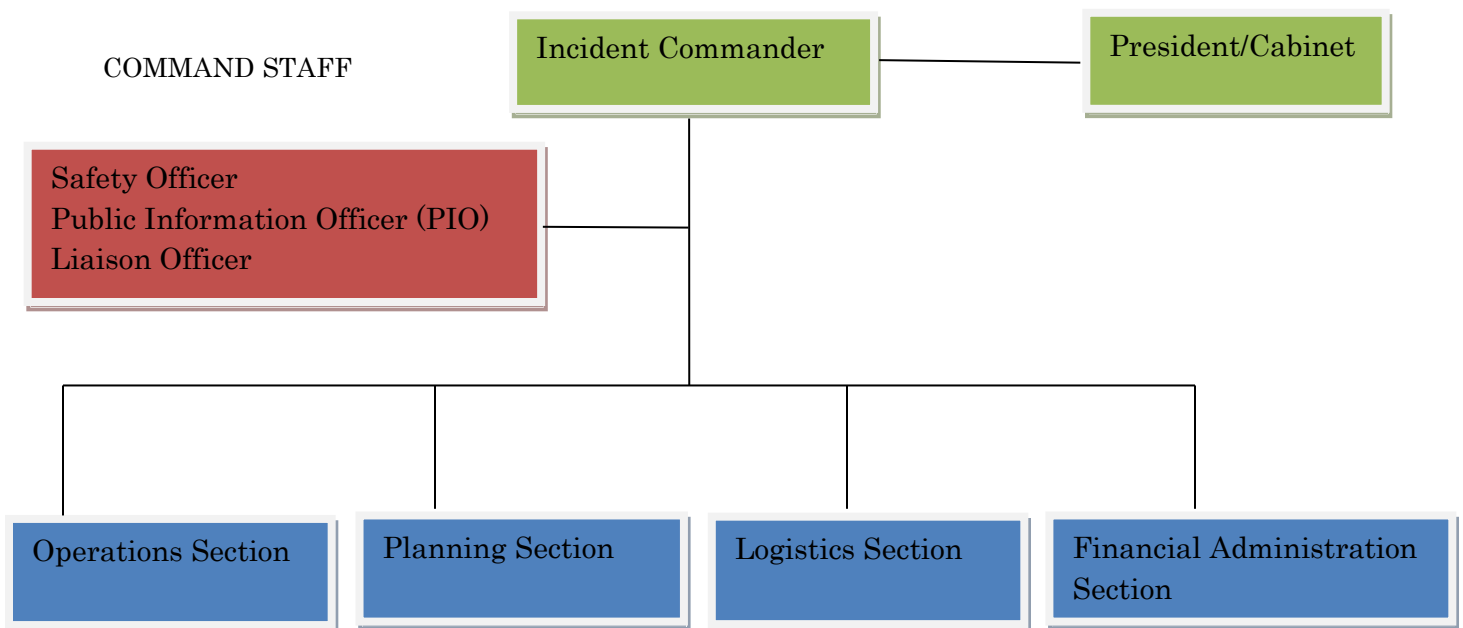 Incident Commander
President/Cabinet
COMMAND STAFF
Safety Officer
Public Information Officer (PIO)
Liaison Officer
Operations Section
Planning Section
Logistics Section
Financial Administration
Section